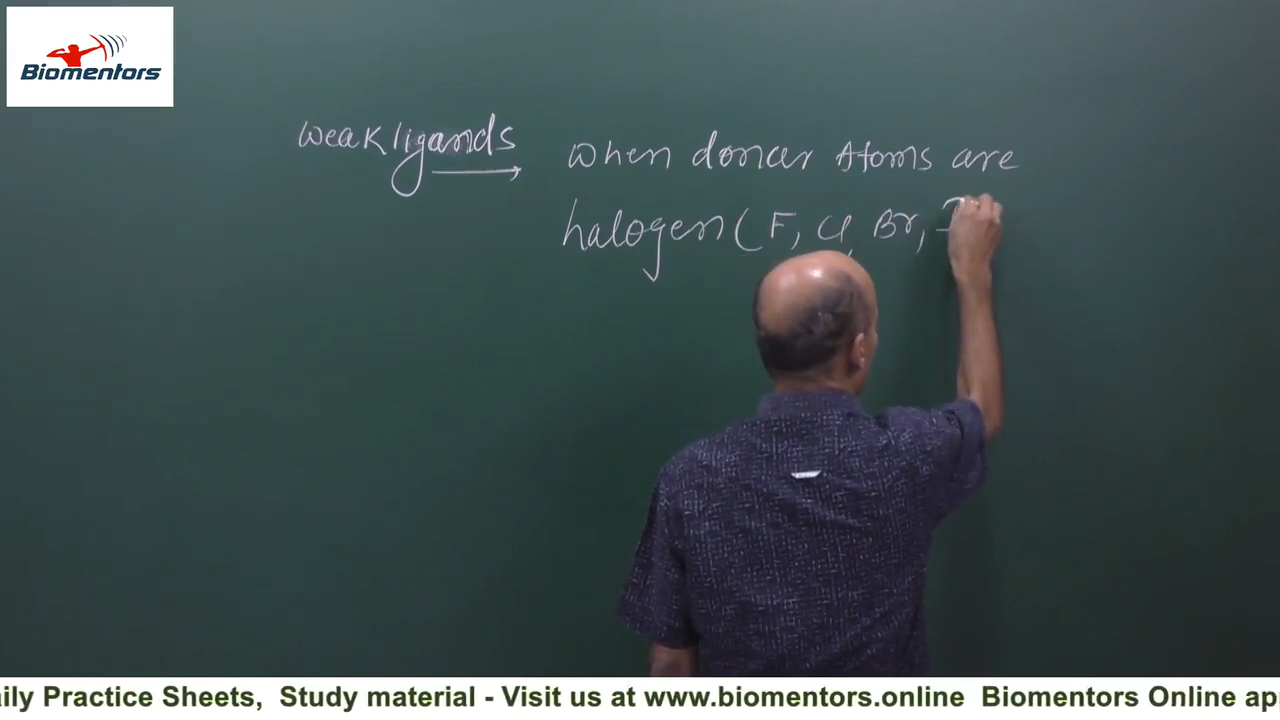 Biomentors
weak ligands → when donar Atoms are
halogen ( F, Cl, Br, I
aily Practice Sheets, Study material - Visit us at www.biomentors.online Biomentors Online ap